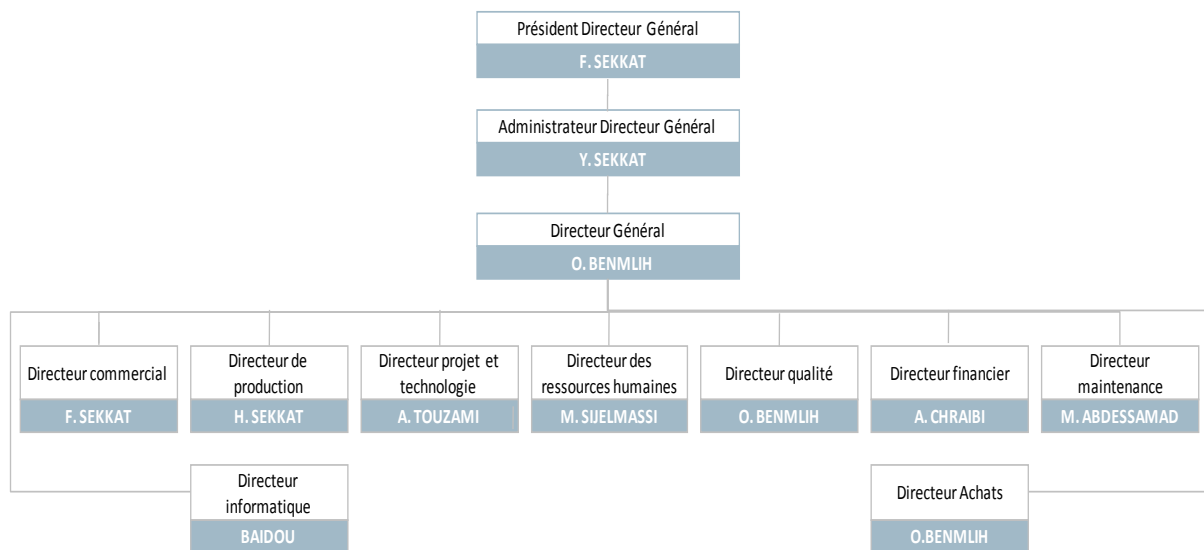 Président Directeur Général
F. SEKKAT
Administrateur Directeur Général
Y. SEKKAT
Directeur Général
O. BENMLIH
Directeur commercial
F. SEKKAT
Directeur de
production
H. SEKKAT
Directeur projet et
technologie
A. TOUZAMI
Directeur des
ressources humaines
M. SIJELMASSI
Directeur qualité
O. BENMLIH
Directeur financier
A. CHRAIBI
Directeur
maintenance
M. ABDESSAMAD
Directeur
informatique
BAIDOU
Directeur Achats
O.BENMLIH